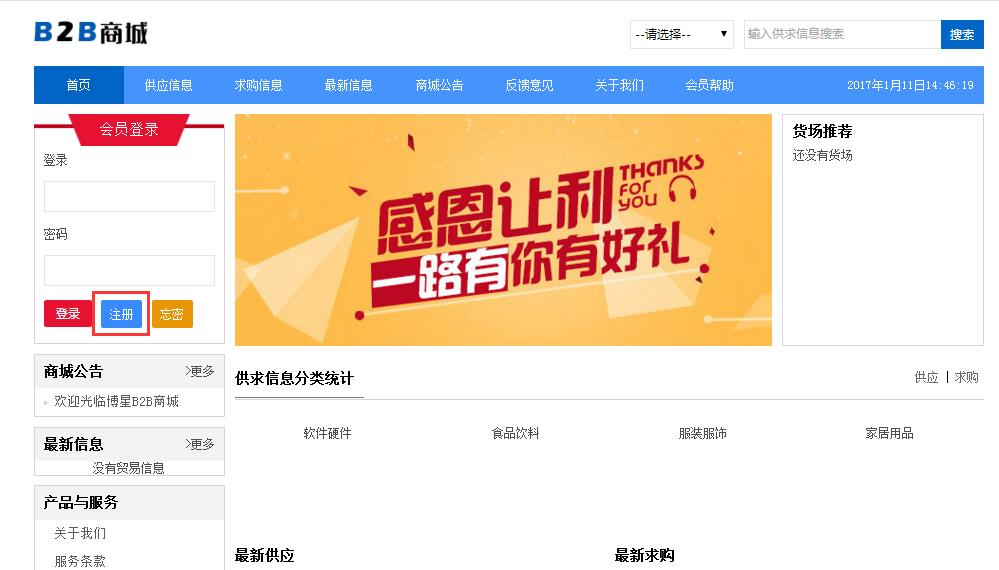 B2B商城
--请选择--
输入供求信息搜索
搜索
首页 供应信息 求购信息 最新信息 商城公告 反馈意见 关于我们 会员帮助 2017年1月11日14:46:19
会员登录
登录
密码
登录 注册 忘密
感恩让利
THANKS
FOR
YOU
一路有你有好礼
货场推荐
还没有货场
商城公告 >更多
欢迎光临博星B2B商城
最新信息 >更多
没有贸易信息
产品与服务
关于我们
服务条款
供求信息分类统计
供应 | 求购
软件硬件 食品饮料 服装服饰 家居用品
最新供应 最新求购